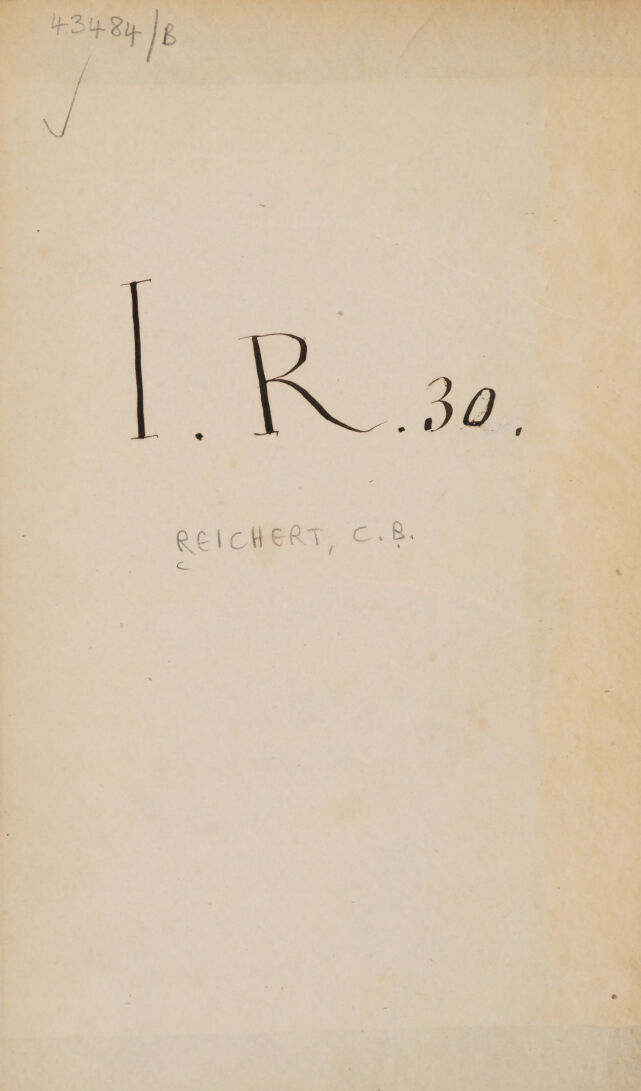 43484/B
I. R. 30.
REICHERT, C.B.